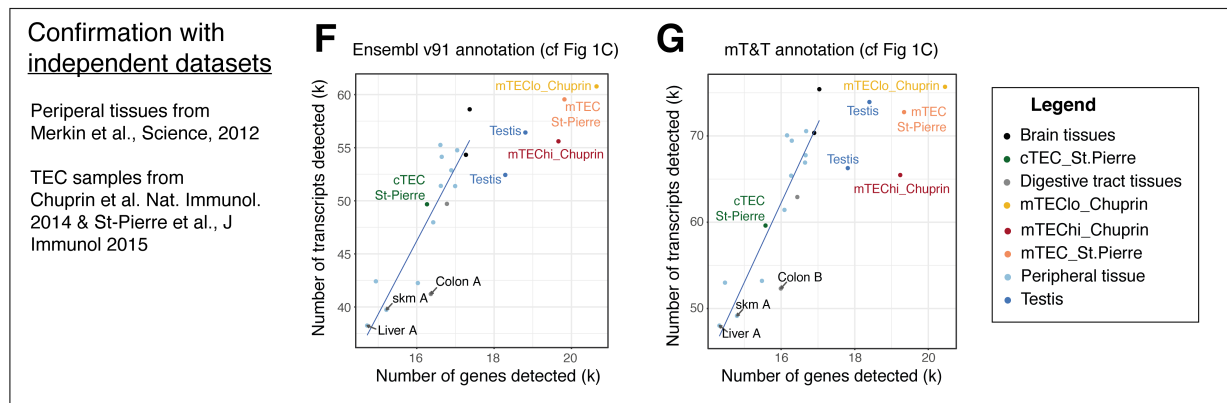 Confirmation with
independent datasets
Periperal tissues from
Merkin et al., Science, 2012
TEC samples from
Chuprin et al. Nat. Immunol.
2014 & St-Pierre et al., J
Immunol 2015
F
Ensembl v91 annotation (cf Fig 1C)
Number of transcripts detected (k)
60
55
50
45
40
mTEClo_Chuprin
mTEC
St-Pierre
Testis
mTEChi_Chuprin
cTEC
St-Pierre
Testis
Colon A
skm A
Liver A
16
18
20
Number of genes detected (k)
G
mT&T annotation (cf Fig 1C)
Number of transcripts detected (k)
70
60
50
mTEClo_Chuprin
Testis
mTEC
St-Pierre
Testis
mTEChi_Chuprin
cTEC
St-Pierre
Colon B
skm A
Liver A
16
18
20
Number of genes detected (k)
Legend
Brain tissues
cTEC_St.Pierre
Digestive tract tissues
mTEClo_Chuprin
mTEChi_Chuprin
mTEC_St.Pierre
Peripheral tissue
Testis